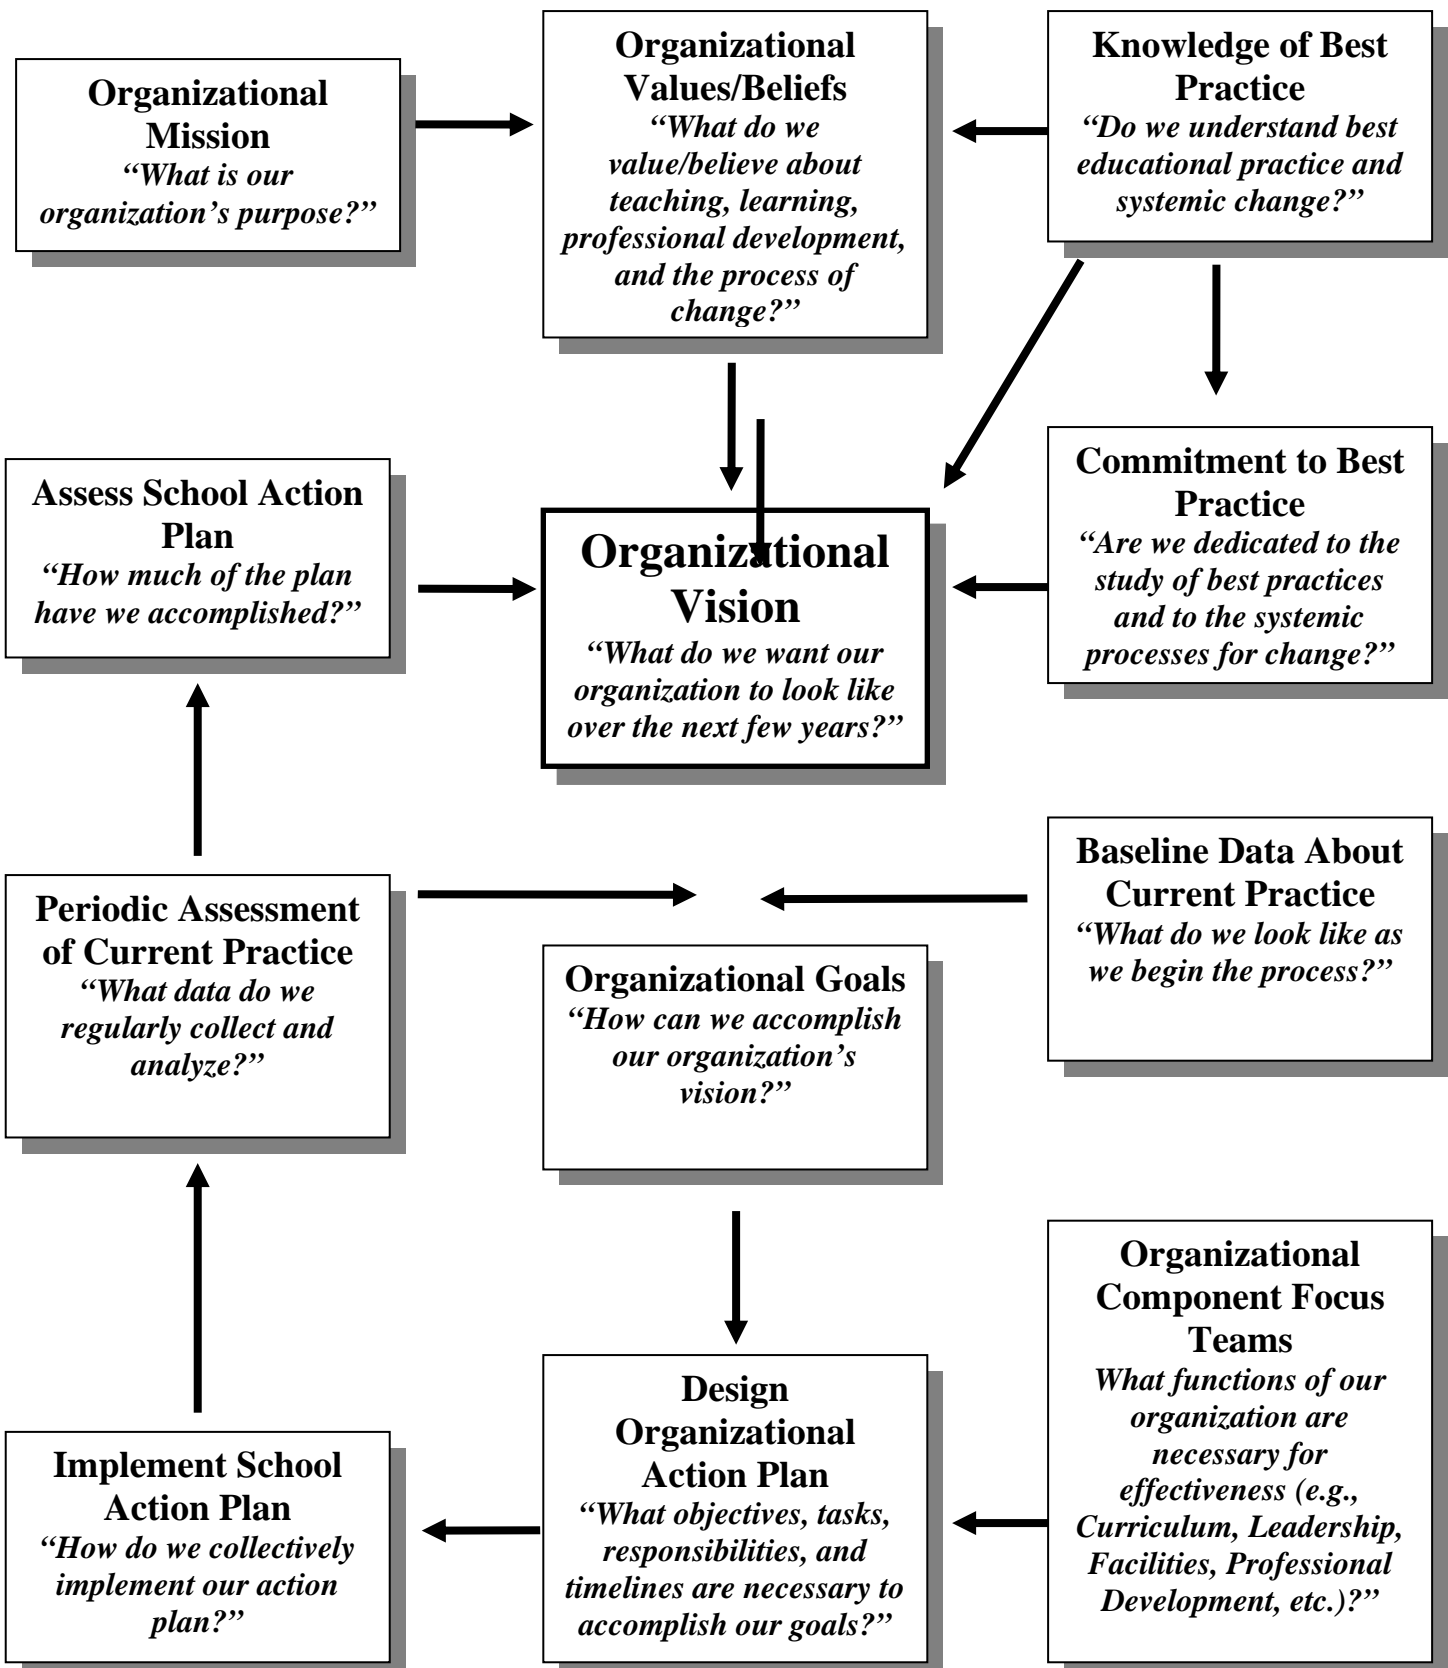 Organizational
Mission
“What is our
organization’s purpose?”
Organizational
Values/Beliefs
“What do we
value/believe about
teaching, learning,
professional development,
and the process of
change?”
Knowledge of Best
Practice
“Do we understand best
educational practice and
systemic change?”
Assess School Action
Plan
“How much of the plan
have we accomplished?”
Organizational
Vision
“What do we want our
organization to look like
over the next few years?”
Commitment to Best
Practice
“Are we dedicated to the
study of best practices
and to the systemic
processes for change?”
Periodic Assessment
of Current Practice
“What data do we
regularly collect and
analyze?”
Organizational Goals
“How can we accomplish
our organization’s
vision?”
Baseline Data About
Current Practice
“What do we look like as
we begin the process?”
Implement School
Action Plan
“How do we collectively
implement our action
plan?”
Design
Organizational
Action Plan
“What objectives, tasks,
responsibilities, and
timelines are necessary to
accomplish our goals?”
Organizational
Component Focus
Teams
What functions of our
organization are
necessary for
effectiveness (e.g.,
Curriculum, Leadership,
Facilities, Professional
Development, etc.)?”